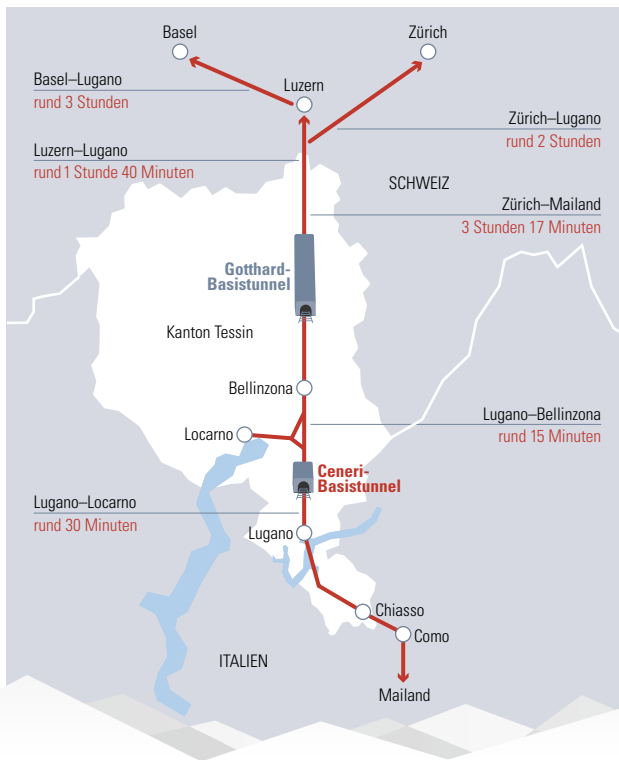 Basel
Zürich
Basel–Lugano
rund 3 Stunden
Luzern
Zürich–Lugano
rund 2 Stunden
Luzern–Lugano
rund 1 Stunde 40 Minuten
SCHWEIZ
Zürich–Mailand
3 Stunden 17 Minuten
Gotthard-
Basistunnel
Kanton Tessin
Bellinzona
Locarno
Lugano–Bellinzona
rund 15 Minuten
Ceneri-
Basistunnel
Lugano–Locarno
rund 30 Minuten
Lugano
Chiasso
Como
ITALIEN
Mailand